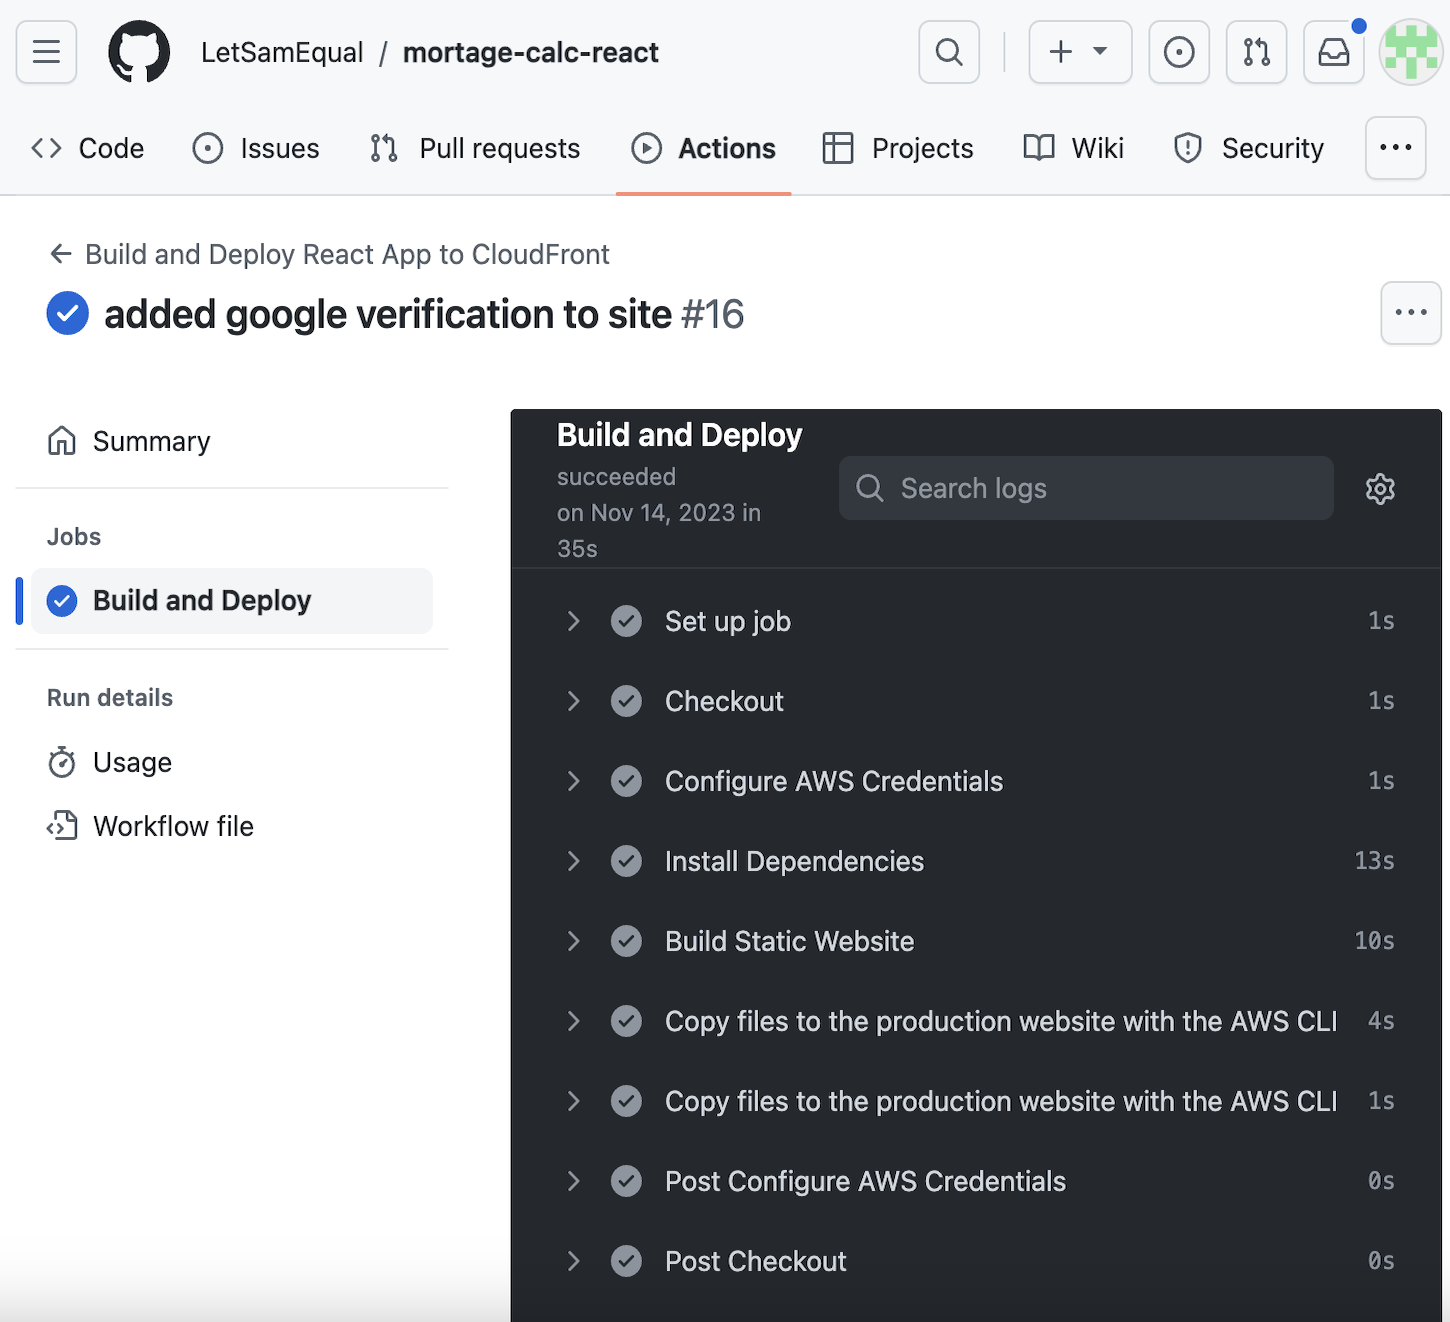 LetSamEqual / mortage-calc-react
Code Issues Pull requests Actions Projects Wiki Security
Build and Deploy React App to CloudFront
added google verification to site #16
Summary
Jobs
Build and Deploy
Run details
Usage
Workflow file
Build and Deploy
succeeded
on Nov 14, 2023 in
35s
Search logs
Set up job 1s
Checkout 1s
Configure AWS Credentials 1s
Install Dependencies 13s
Build Static Website 10s
Copy files to the production website with the AWS CLI 4s
Copy files to the production website with the AWS CLI 1s
Post Configure AWS Credentials 0s
Post Checkout 0s